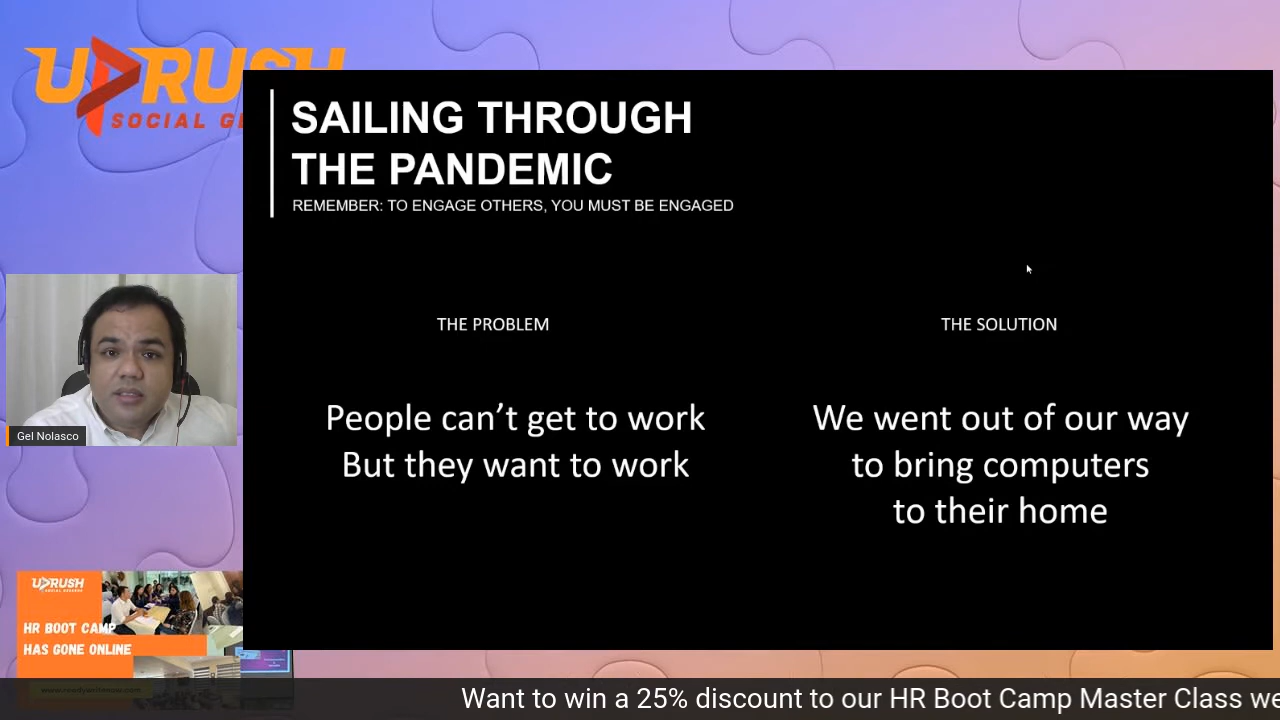 UPRUSH
SOCIAL
SAILING THROUGH
THE PANDEMIC
REMEMBER: TO ENGAGE OTHERS, YOU MUST BE ENGAGED
THE PROBLEM
People can't get to work
But they want to work
THE SOLUTION
We went out of our way
to bring computers
to their home
Gel Nolasco
UPRUSH
HR BOOT CAMP
HAS GONE ONLINE
Want to win a 25% discount to our HR Boot Camp Master Class